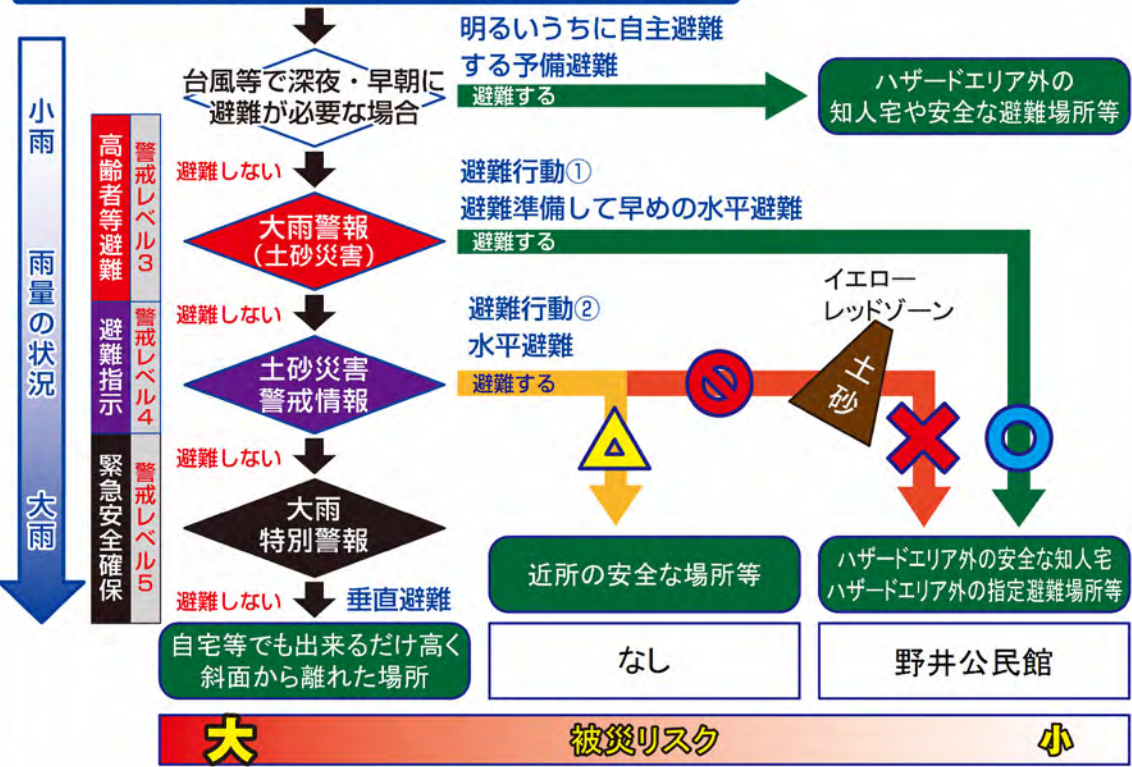 明るいうちに自主避難
する予備避難
台風等で深夜・早朝に
避難が必要な場合
避難する
ハザードエリア外の
知人宅や安全な避難場所等
小雨
雨量の状況
大雨
高齢者等避難
警戒レベル3
避難しない
大雨警報
(土砂災害)
避難行動①
避難準備して早めの水平避難
避難する
避難指示
警戒レベル4
避難しない
土砂災害
警戒情報
避難行動②
水平避難
避難する
イエロー
レッドゾーン
土砂
緊急安全確保
警戒レベル5
避難しない
大雨
特別警報
近所の安全な場所等
ハザードエリア外の安全な知人宅
ハザードエリア外の指定避難場所等
避難しない
垂直避難
自宅等でも出来るだけ高く
斜面から離れた場所
なし
野井公民館
大
被災リスク
小